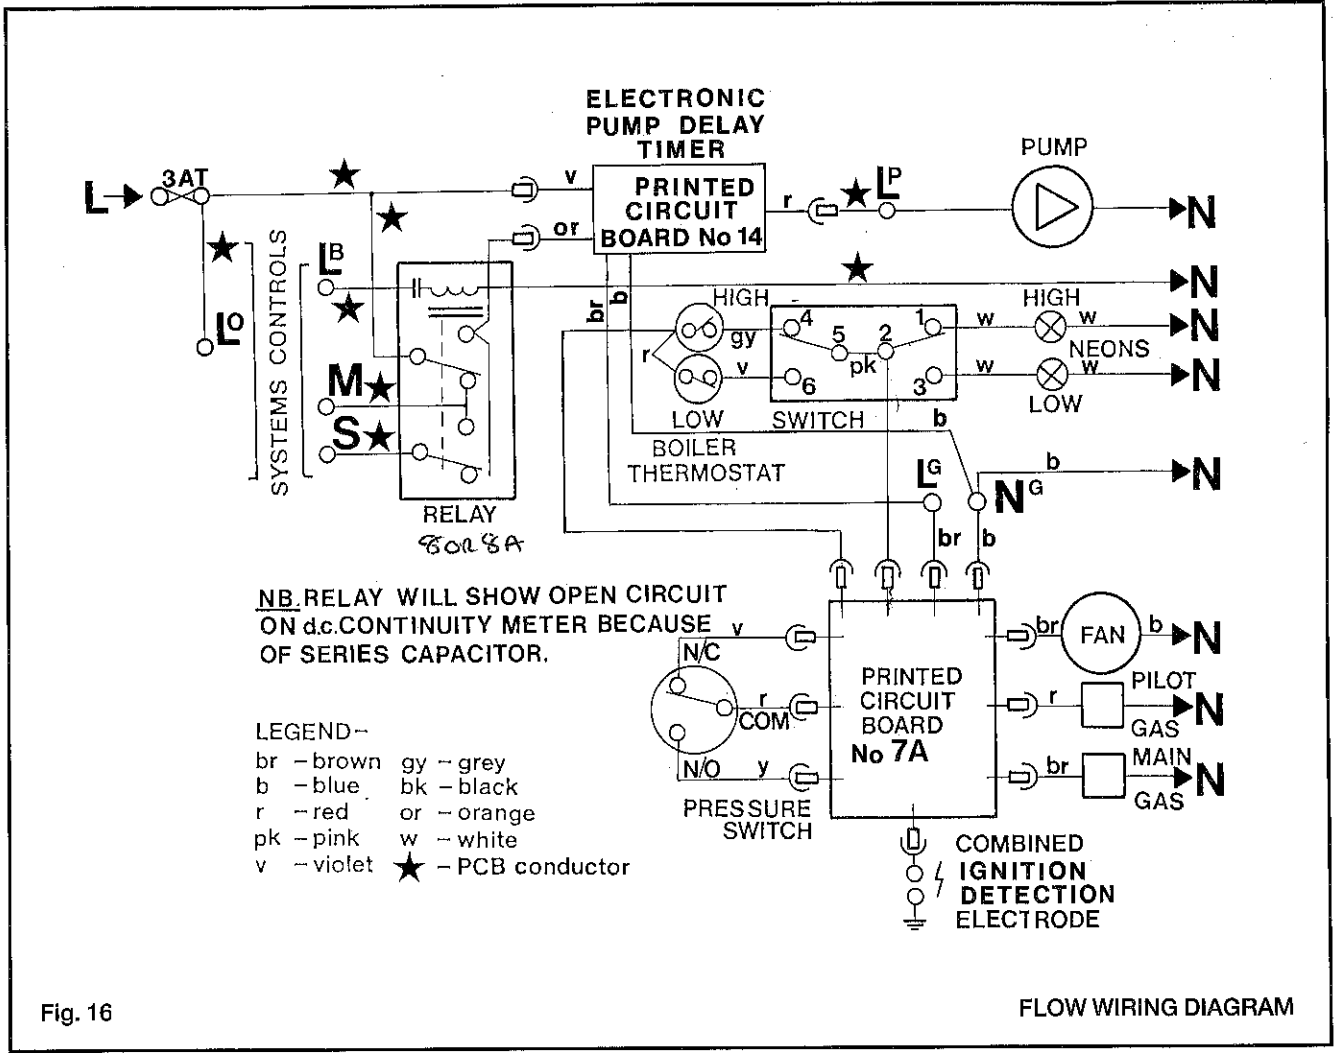 ELECTRONIC
PUMP DELAY
TIMER
PRINTED
CIRCUIT
BOARD No 14
PUMP
L
3AT
v
or
r
LP
N
LO
SYSTEMS CONTROLS
LB
M
S
RELAY
80R8A
br
b
N
HIGH
r
gy
v
LOW
BOILER
THERMOSTAT
4
5
pk
2
1
6
3
SWITCH
w
HIGH
w
N
NEONS
w
w
N
LOW
b
LG
NG
b
N
br
b
NB. RELAY WILL SHOW OPEN CIRCUIT
ON d.c.CONTINUITY METER BECAUSE
OF SERIES CAPACITOR.
v
N/C
r
COM
N/O
y
PRESSURE
SWITCH
PRINTED
CIRCUIT
BOARD
No 7A
br
FAN
b
N
r
PILOT
GAS
N
br
MAIN
GAS
N
COMBINED
IGNITION
DETECTION
ELECTRODE
LEGEND-
br - brown gy - grey
b - blue bk - black
r - red or - orange
pk - pink w - white
v - violet ★ - PCB conductor
Fig. 16
FLOW WIRING DIAGRAM